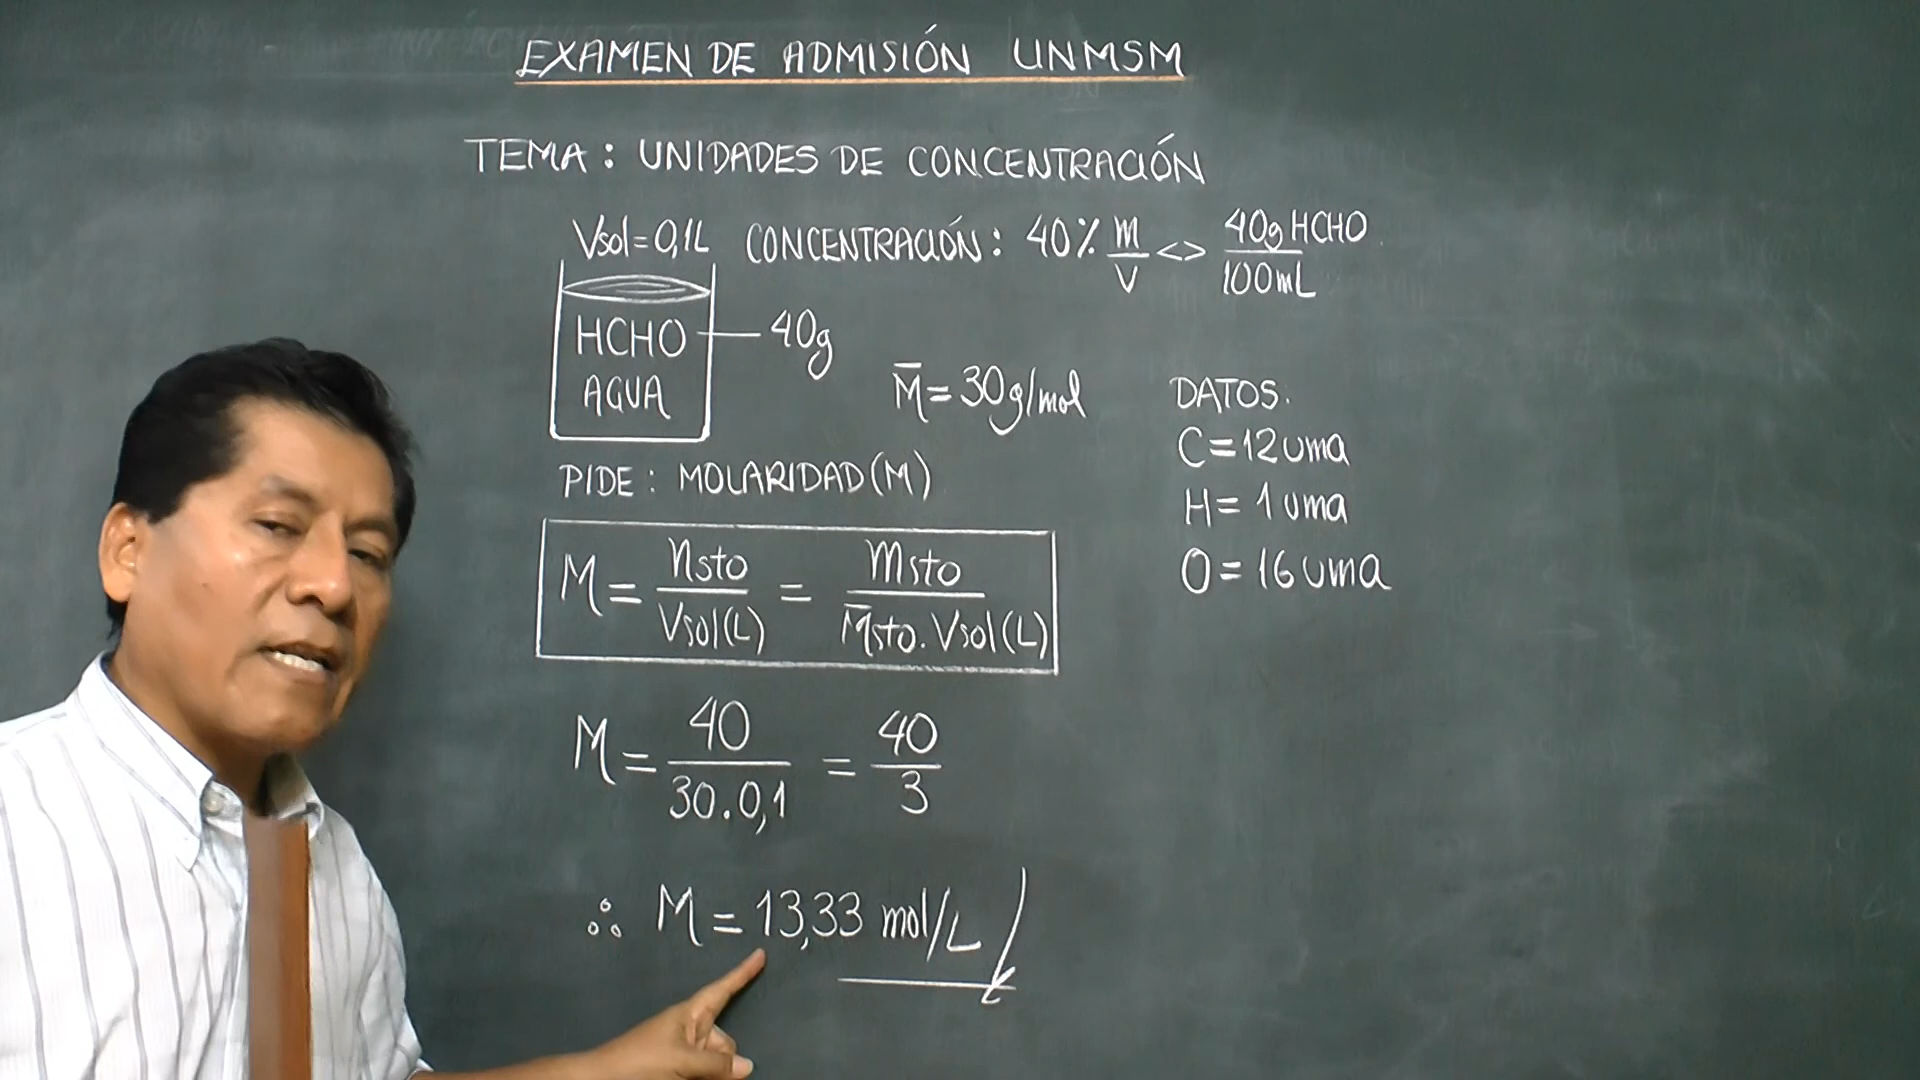 EXAMEN DE ADMISIÓN UNMSM
TEMA: UNIDADES DE CONCENTRACIÓN
Vsol=0,1L CONCENTRACIÓN: 40% m/V <> 40g HCHO/100mL
HCHO — 40g
AGUA
M̄=30g/mol
DATOS.
C=12uma
H=1uma
O=16uma
PIDE: MOLARIDAD(M)
M = nsto/Vsol(L) = msto/M̄sto.Vsol(L)
M = 40/30.0,1 = 40/3
∴ M=13,33 mol/L